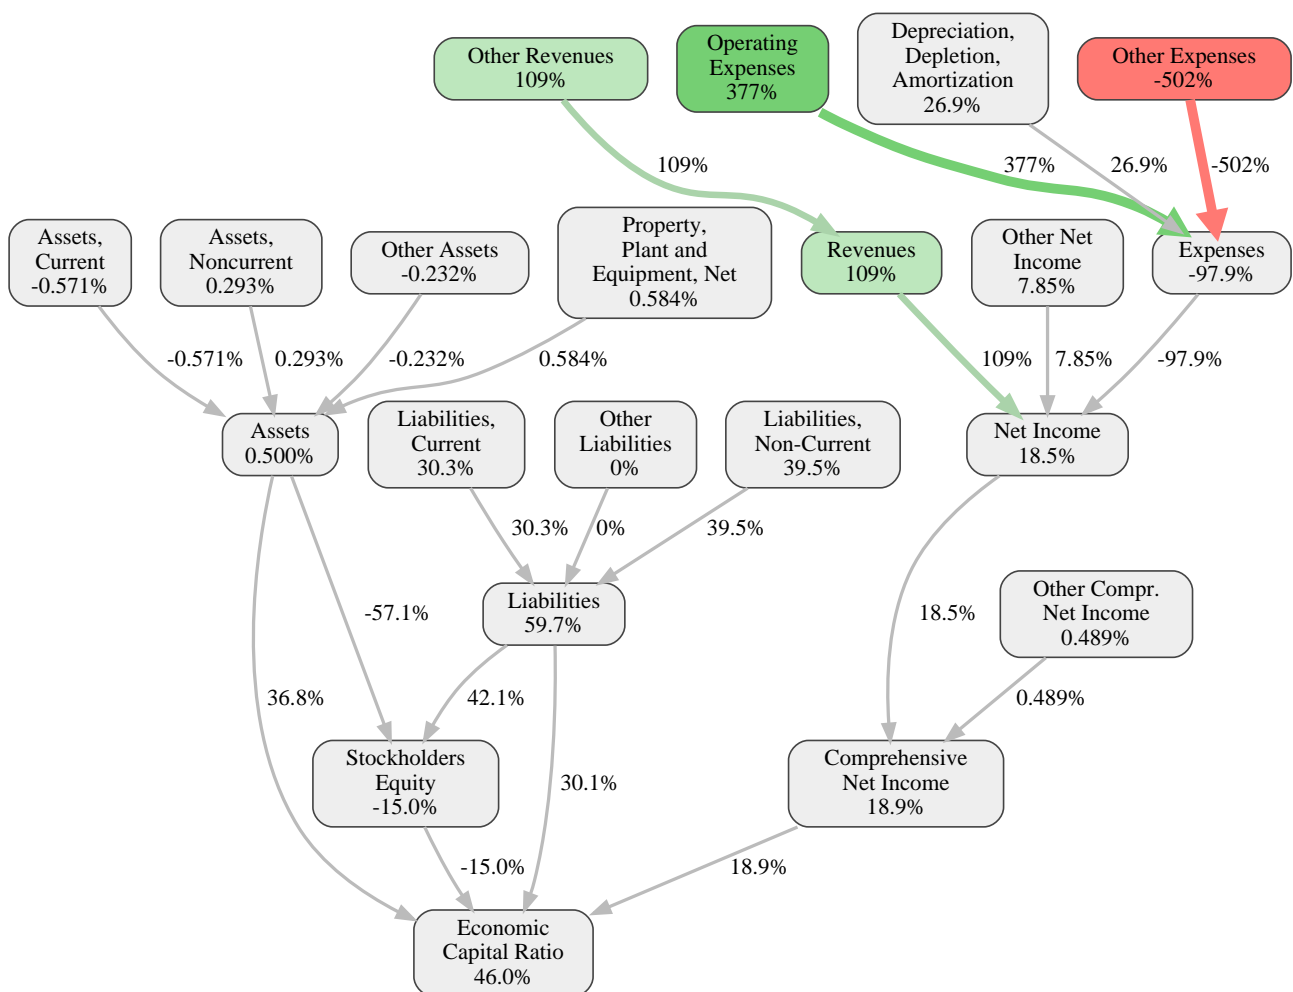 Other Revenues
109%
Operating
Expenses
377%
Depreciation,
Depletion,
Amortization
26.9%
Other Expenses
-502%
109%
377%
26.9%
-502%
Assets,
Current
-0.571%
Assets,
Noncurrent
0.293%
Other Assets
-0.232%
Property,
Plant and
Equipment, Net
0.584%
Revenues
109%
Other Net
Income
7.85%
Expenses
-97.9%
-0.571%
0.293%
-0.232%
0.584%
109%
7.85%
-97.9%
Assets
0.500%
Liabilities,
Current
30.3%
Other
Liabilities
0%
Liabilities,
Non-Current
39.5%
Net Income
18.5%
30.3%
0%
39.5%
-57.1%
Liabilities
59.7%
18.5%
Other Compr.
Net Income
0.489%
36.8%
42.1%
0.489%
Stockholders
Equity
-15.0%
30.1%
Comprehensive
Net Income
18.9%
-15.0%
18.9%
Economic
Capital Ratio
46.0%